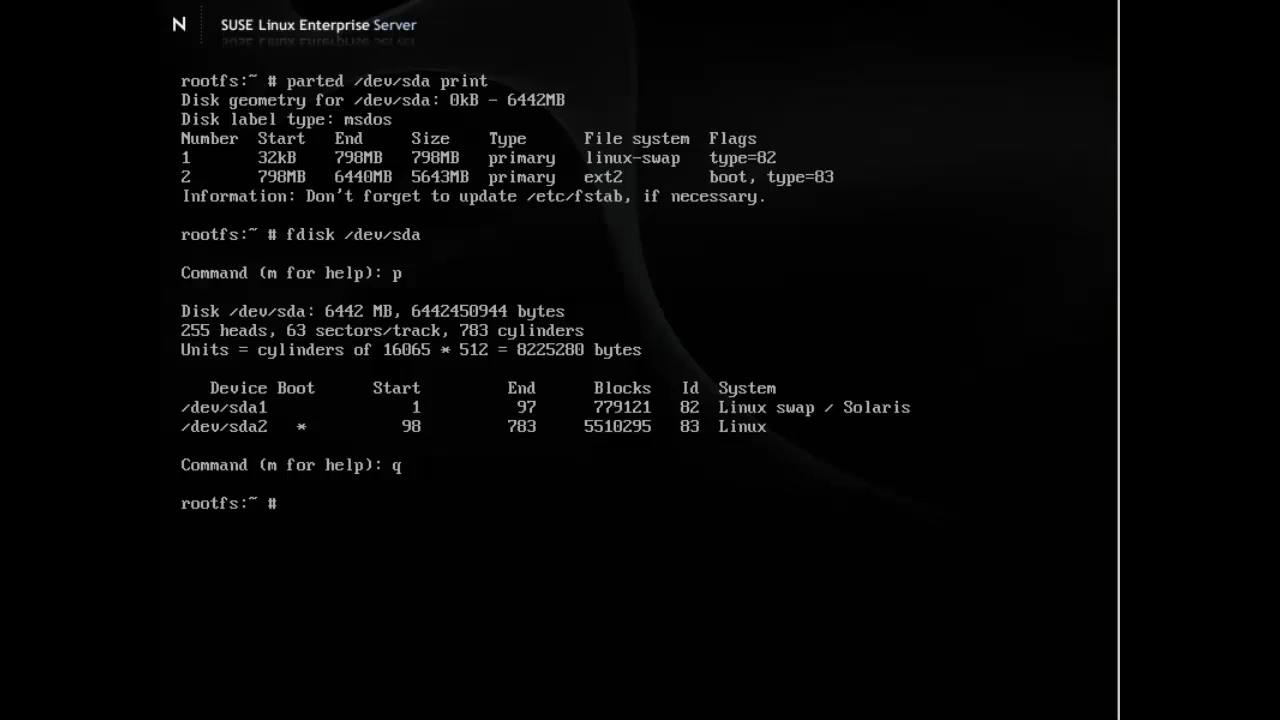 N SUSE Linux Enterprise Server
rootfs:~ # parted /dev/sda print
Disk geometry for /dev/sda: 0kB - 6442MB
Disk label type: msdos
Number  Start   End     Size    Type     File system  Flags
1       32kB    798MB   798MB   primary  linux-swap   type=82
2       798MB   6440MB  5643MB  primary  ext2         boot, type=83
Information: Don't forget to update /etc/fstab, if necessary.
rootfs:~ # fdisk /dev/sda
Command (m for help): p
Disk /dev/sda: 6442 MB, 6442450944 bytes
255 heads, 63 sectors/track, 783 cylinders
Units = cylinders of 16065 * 512 = 8225280 bytes
   Device Boot      Start         End      Blocks   Id  System
/dev/sda1               1          97      779121   82  Linux swap / Solaris
/dev/sda2   *          98         783     5510295   83  Linux
Command (m for help): q
rootfs:~ #